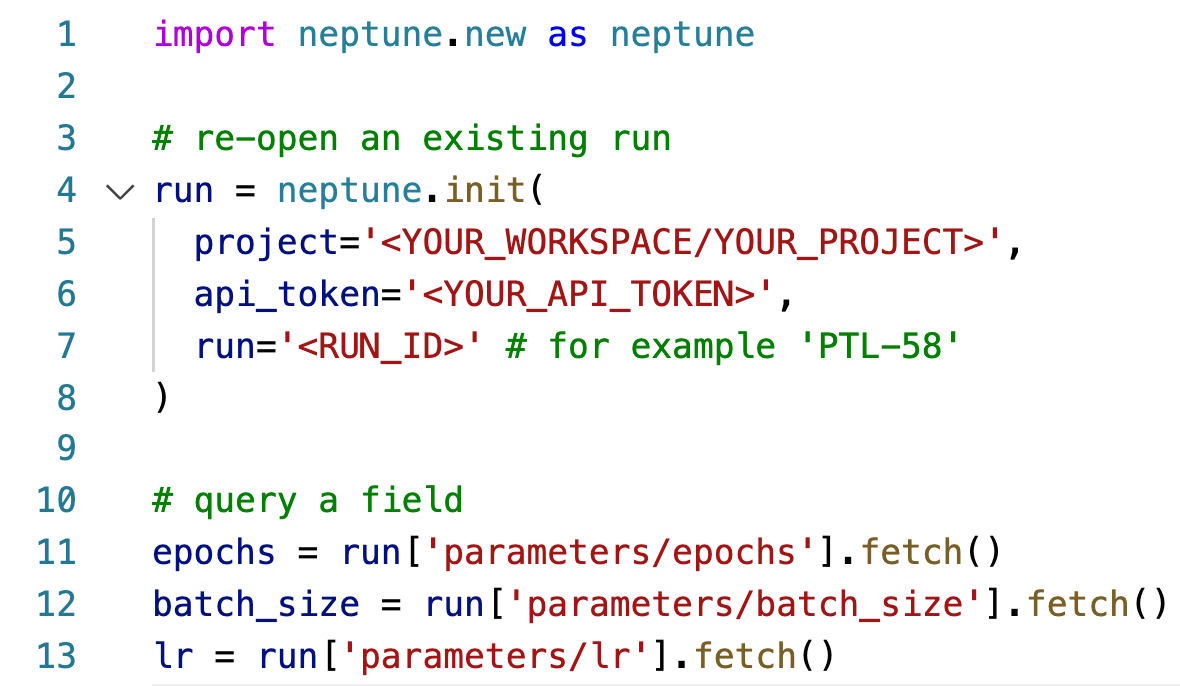 1 import neptune.new as neptune
2
3 # re-open an existing run
4 run = neptune.init(
5   project='<YOUR_WORKSPACE/YOUR_PROJECT>',
6   api_token='<YOUR_API_TOKEN>',
7   run='<RUN_ID>' # for example 'PTL-58'
8 )
9
10 # query a field
11 epochs = run['parameters/epochs'].fetch()
12 batch_size = run['parameters/batch_size'].fetch()
13 lr = run['parameters/lr'].fetch()